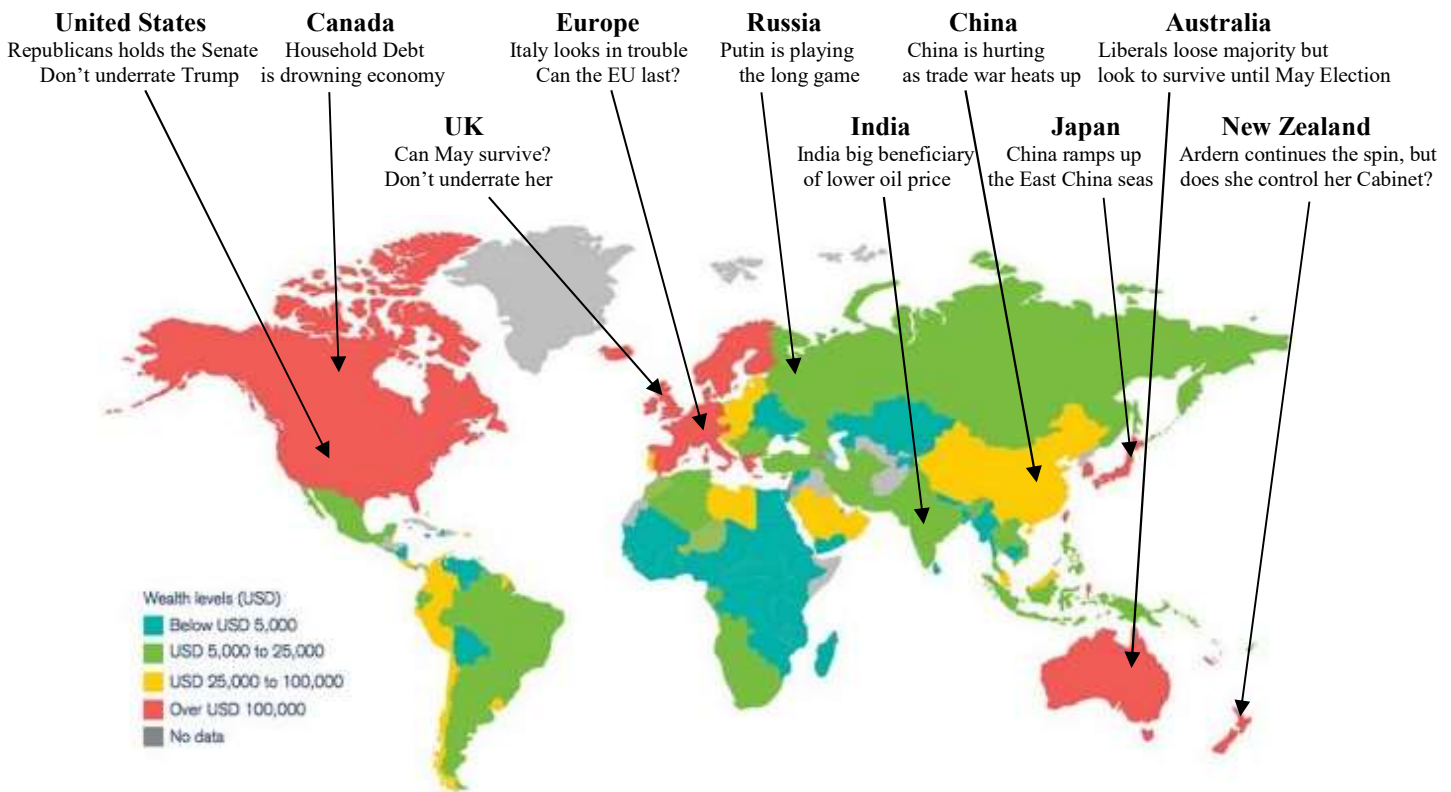 United States
Republicans holds the Senate
Don't underrate Trump
Canada
Household Debt
is drowning economy
Europe
Italy looks in trouble
Can the EU last?
Russia
Putin is playing
the long game
China
China is hurting
as trade war heats up
Australia
Liberals loose majority but
look to survive until May Election
UK
Can May survive?
Don't underrate her
India
India big beneficiary
of lower oil price
Japan
China ramps up
the East China seas
New Zealand
Ardern continues the spin, but
does she control her Cabinet?
Wealth levels (USD)
Below USD 5,000
USD 5,000 to 25,000
USD 25,000 to 100,000
Over USD 100,000
No data